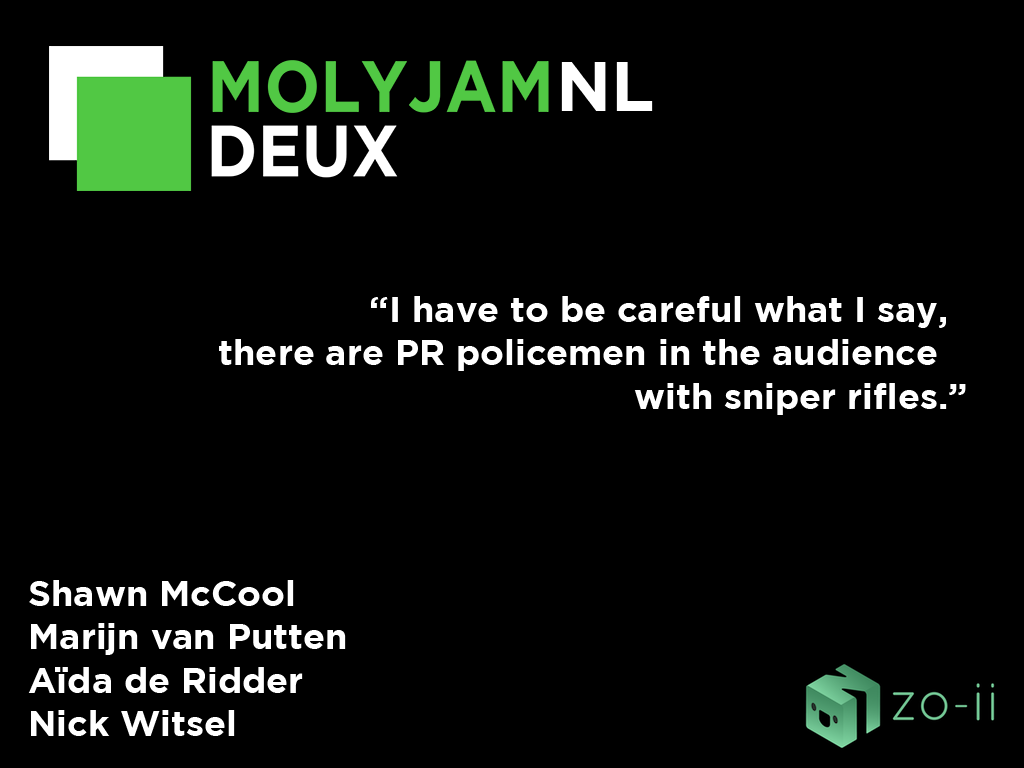 MOLYJAMNL
DEUX
“I have to be careful what I say,
there are PR policemen in the audience
with sniper rifles.”
Shawn McCool
Marijn van Putten
Aïda de Ridder
Nick Witsel
zo-ii